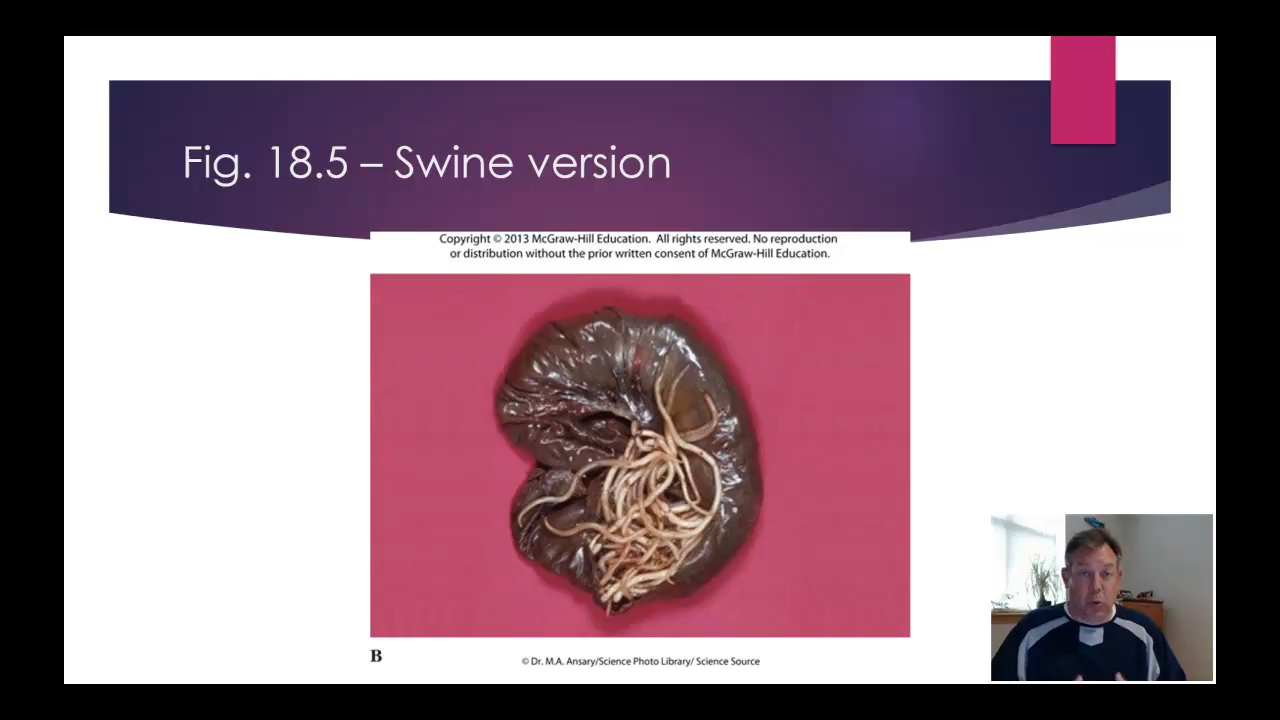 Fig. 18.5 – Swine version
Copyright © 2013 McGraw-Hill Education. All rights reserved. No reproduction
or distribution without the prior written consent of McGraw-Hill Education.
B
© Dr. M.A. Ansary/Science Photo Library/ Science Source